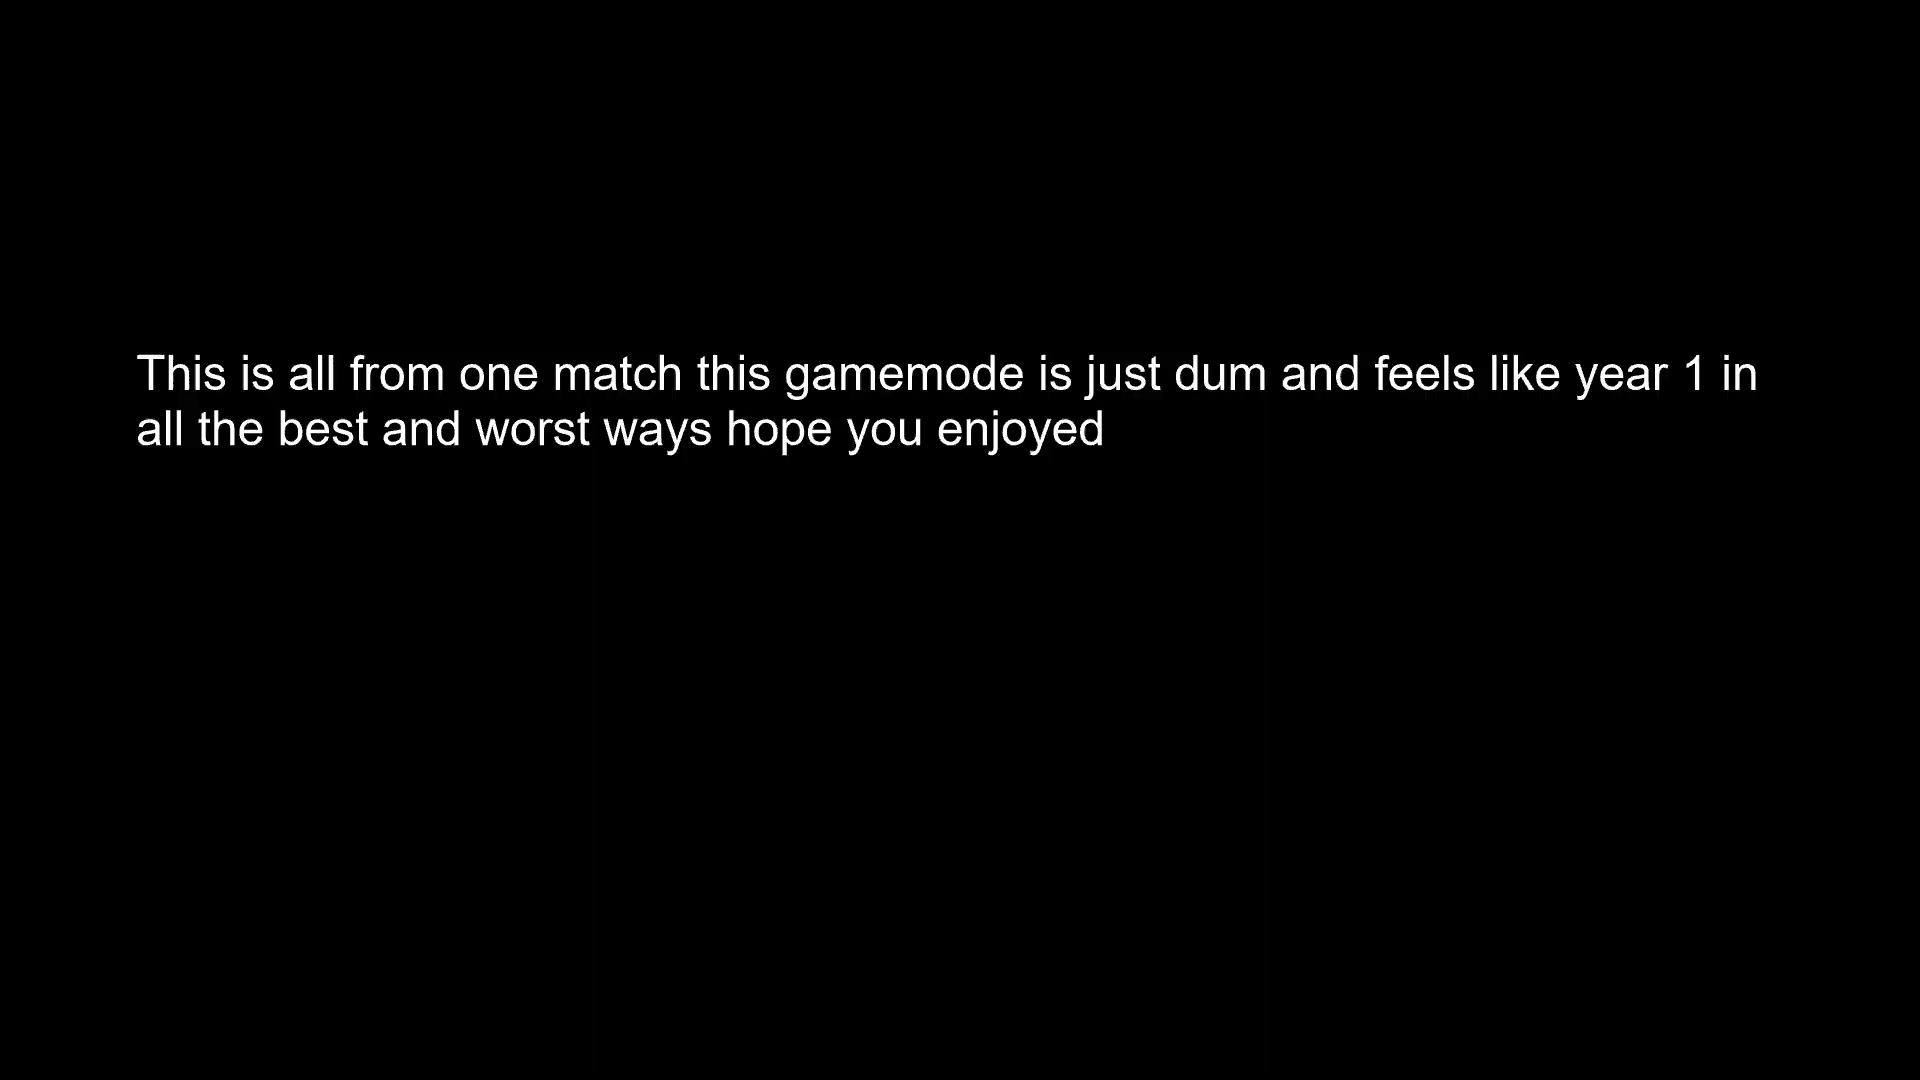 This is all from one match this gamemode is just dum and feels like year 1 in
all the best and worst ways hope you enjoyed